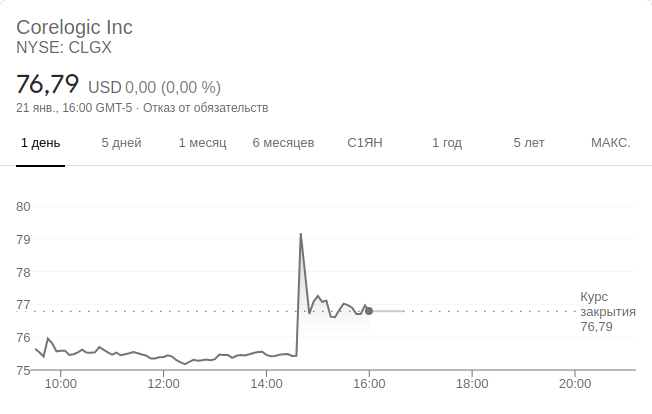 Corelogic Inc
NYSE: CLGX
76,79 USD 0,00 (0,00 %)
21 янв., 16:00 GMT-5 · Отказ от обязательств
1 день 5 дней 1 месяц 6 месяцев С1ЯН 1 год 5 лет МАКС.
80
79
78
77
76
75
Курс
закрытия
76,79
10:00 12:00 14:00 16:00 18:00 20:00